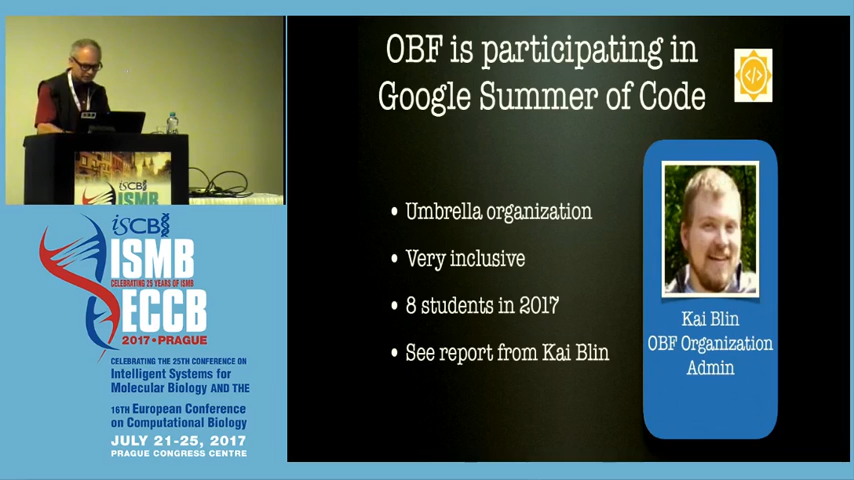 OBF is participating in
Google Summer of Code
• Umbrella organization
• Very inclusive
• 8 students in 2017
• See report from Kai Blin
Kai Blin
OBF Organization
Admin
iSCB
ISMB
iSCB
ISMB
CELEBRATING 25 YEARS OF ISMB
ECCB
2017 • PRAGUE
CELEBRATING THE 25TH CONFERENCE ON
Intelligent Systems for
Molecular Biology AND THE
16TH European Conference
on Computational Biology
JULY 21-25, 2017
PRAGUE CONGRESS CENTRE